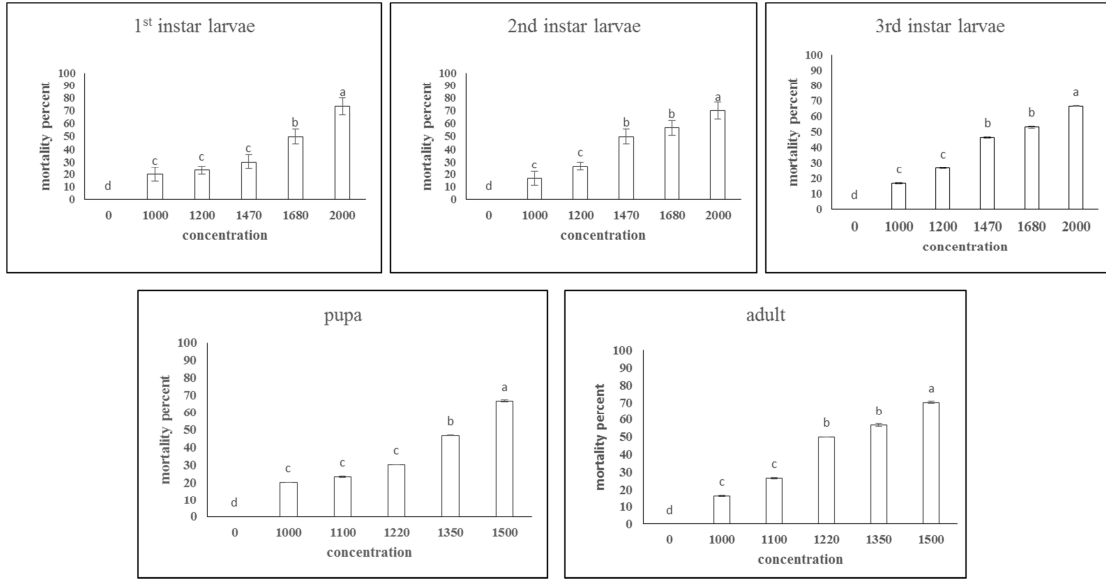 1st instar larvae
mortality percent
100
90
80
70
60
50
40
30
20
10
0
d
c
c
c
b
a
0 1000 1200 1470 1680 2000
concentration
2nd instar larvae
mortality percent
100
90
80
70
60
50
40
30
20
10
0
d
c
c
b
b
a
0 1000 1200 1470 1680 2000
concentration
3rd instar larvae
mortality percent
100
90
80
70
60
50
40
30
20
10
0
d
c
c
b
b
a
0 1000 1200 1470 1680 2000
concentration
pupa
mortality percent
100
90
80
70
60
50
40
30
20
10
0
d
c
c
c
b
a
0 1000 1100 1220 1350 1500
concentration
adult
mortality percent
100
90
80
70
60
50
40
30
20
10
0
d
c
c
b
b
a
0 1000 1100 1220 1350 1500
concentration